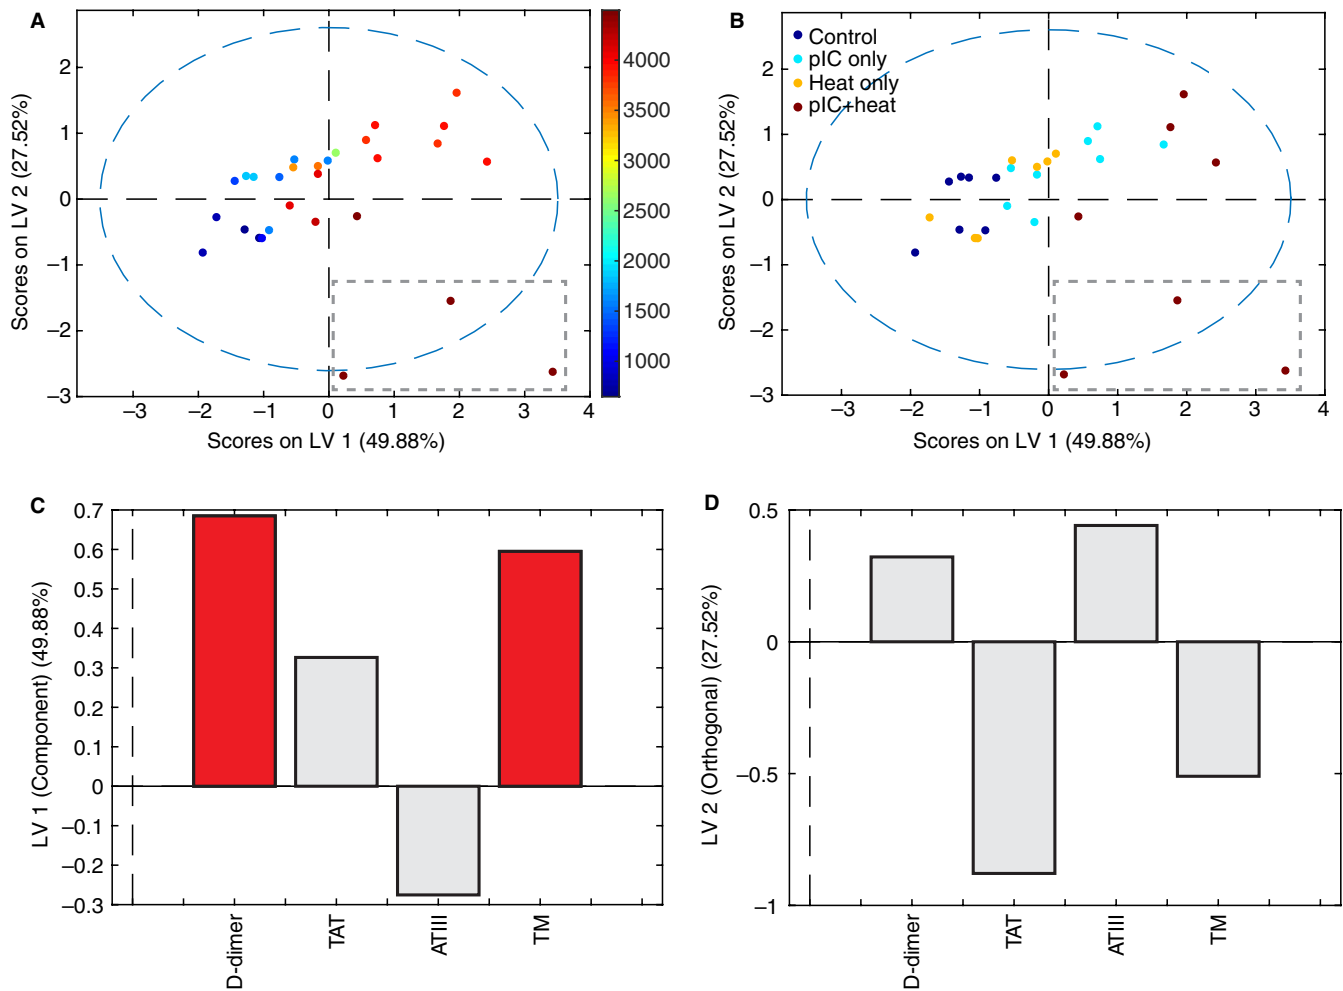 A
Scores on LV 2 (27.52%)
2
1
0
−1
−2
−3
−3
−2
−1
0
1
2
3
4
Scores on LV 1 (49.88%)
4000
3500
3000
2500
2000
1500
1000
B
Control
pIC only
Heat only
pIC+heat
Scores on LV 2 (27.52%)
2
1
0
−1
−2
−3
−3
−2
−1
0
1
2
3
4
Scores on LV 1 (49.88%)
C
LV 1 (Component) (49.88%)
0.7
0.6
0.5
0.4
0.3
0.2
0.1
0
−0.1
−0.2
−0.3
D-dimer
TAT
ATIII
TM
D
LV 2 (Orthogonal) (27.52%)
0.5
0
−0.5
−1
D-dimer
TAT
ATIII
TM